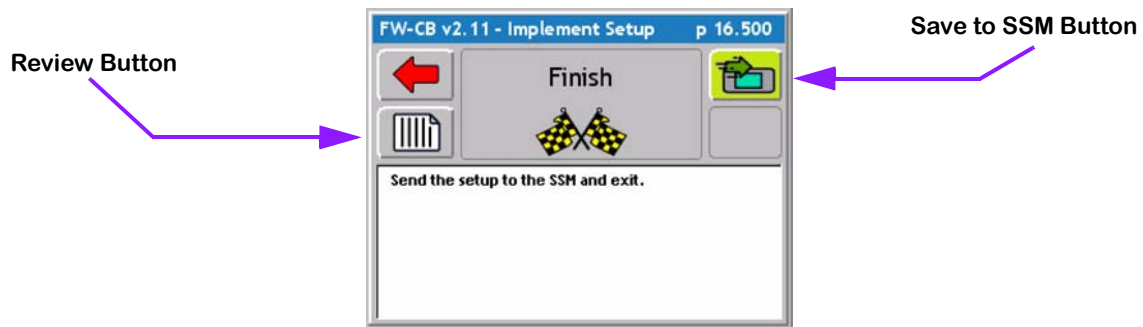 FW-CB v2.11 - Implement Setup p 16.500
Save to SSM Button
Review Button
Finish
Send the setup to the SSM and exit.